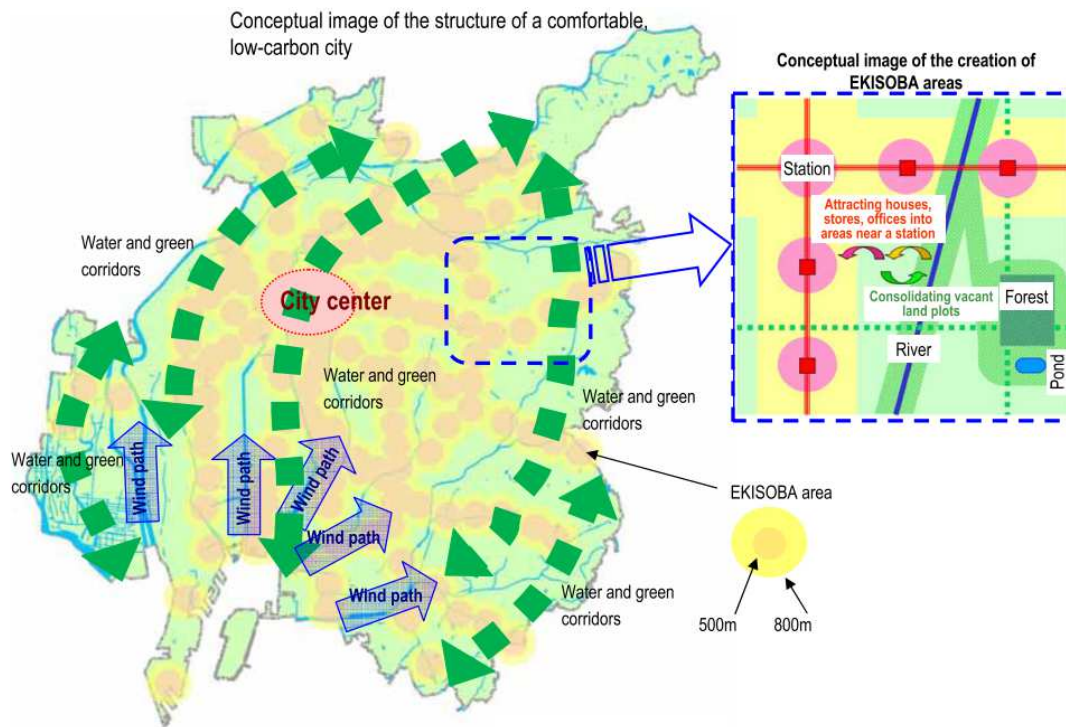 Conceptual image of the structure of a comfortable,
low-carbon city
Conceptual image of the creation of
EKISOBA areas
Station
Attracting houses,
stores, offices into
areas near a station
Consolidating vacant
land plots
Forest
River
Pond
Water and green
corridors
City center
Water and green
corridors
Water and green
corridors
Water and green
corridors
Wind path
Wind path
Wind path
Wind path
Wind path
EKISOBA area
Water and green
corridors
500m
800m